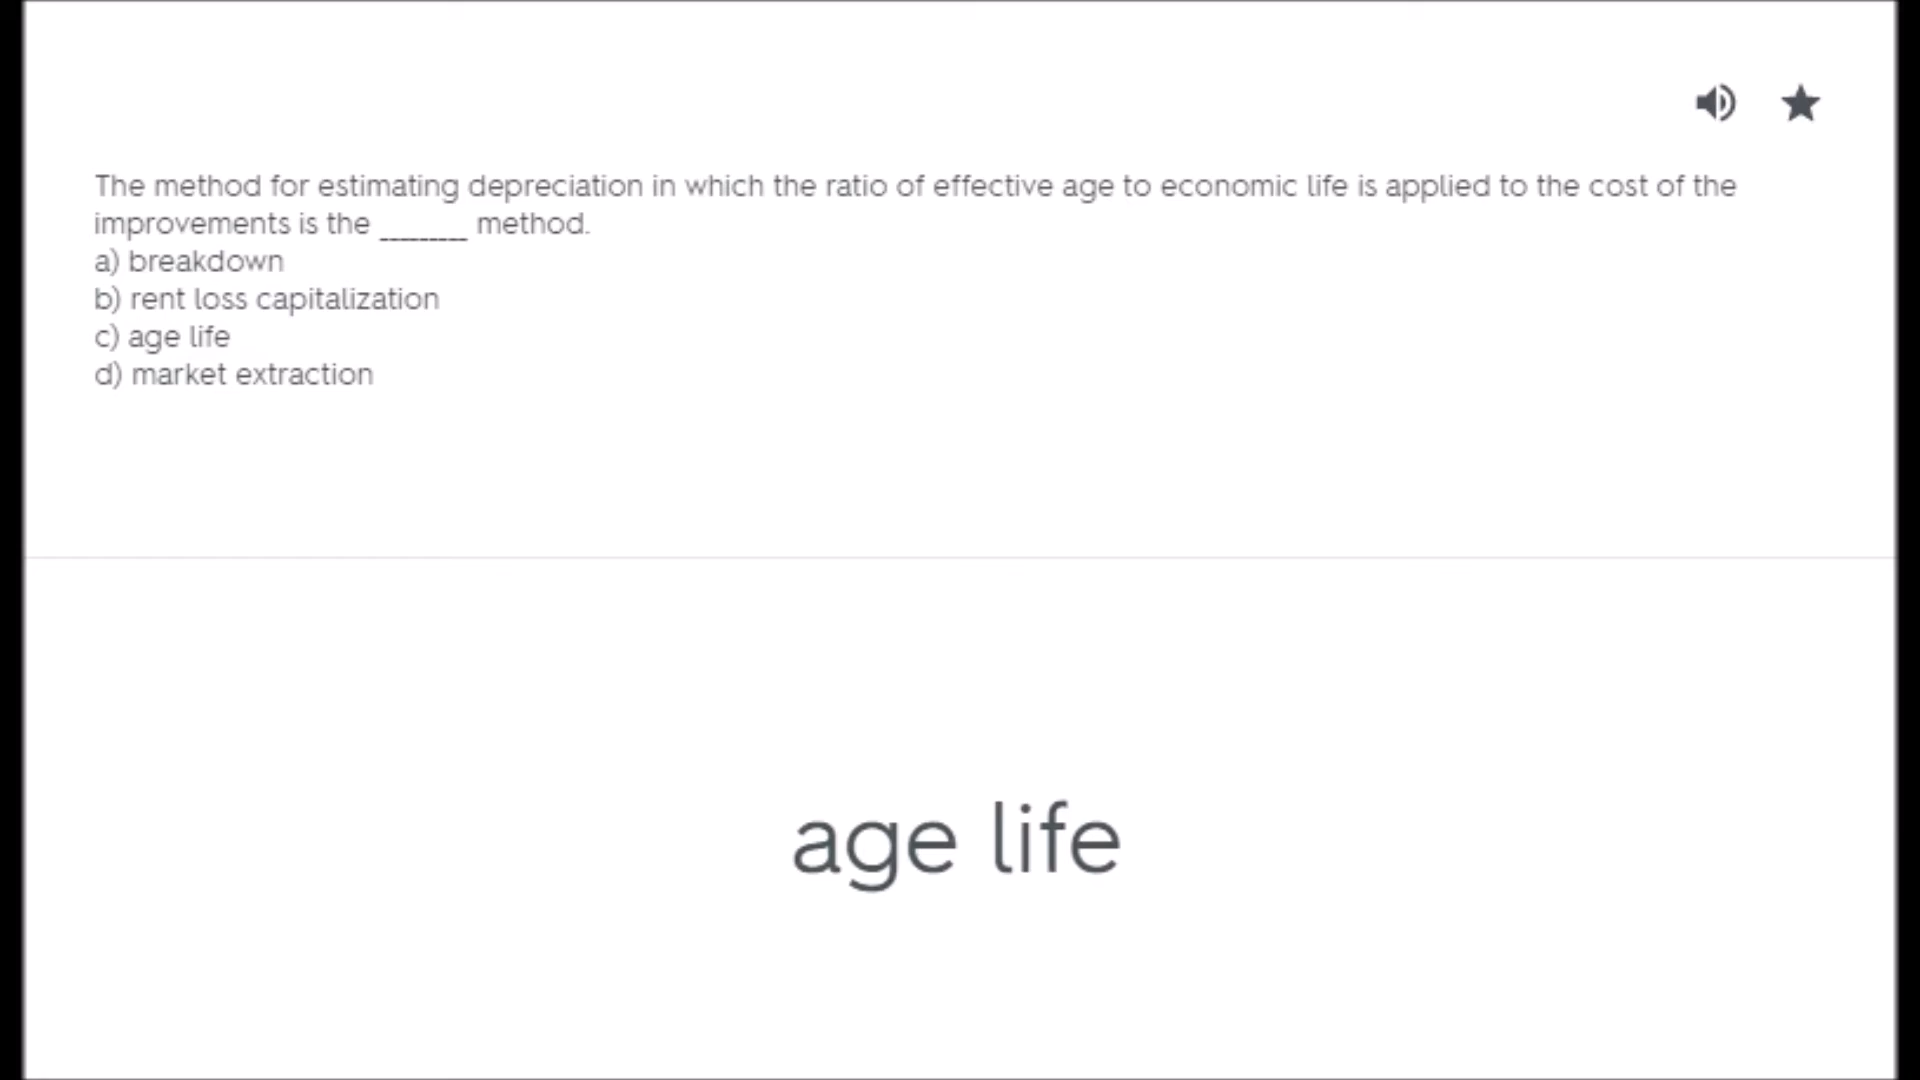 The method for estimating depreciation in which the ratio of effective age to economic life is applied to the cost of the
improvements is the ________ method.
a) breakdown
b) rent loss capitalization
c) age life
d) market extraction
age life